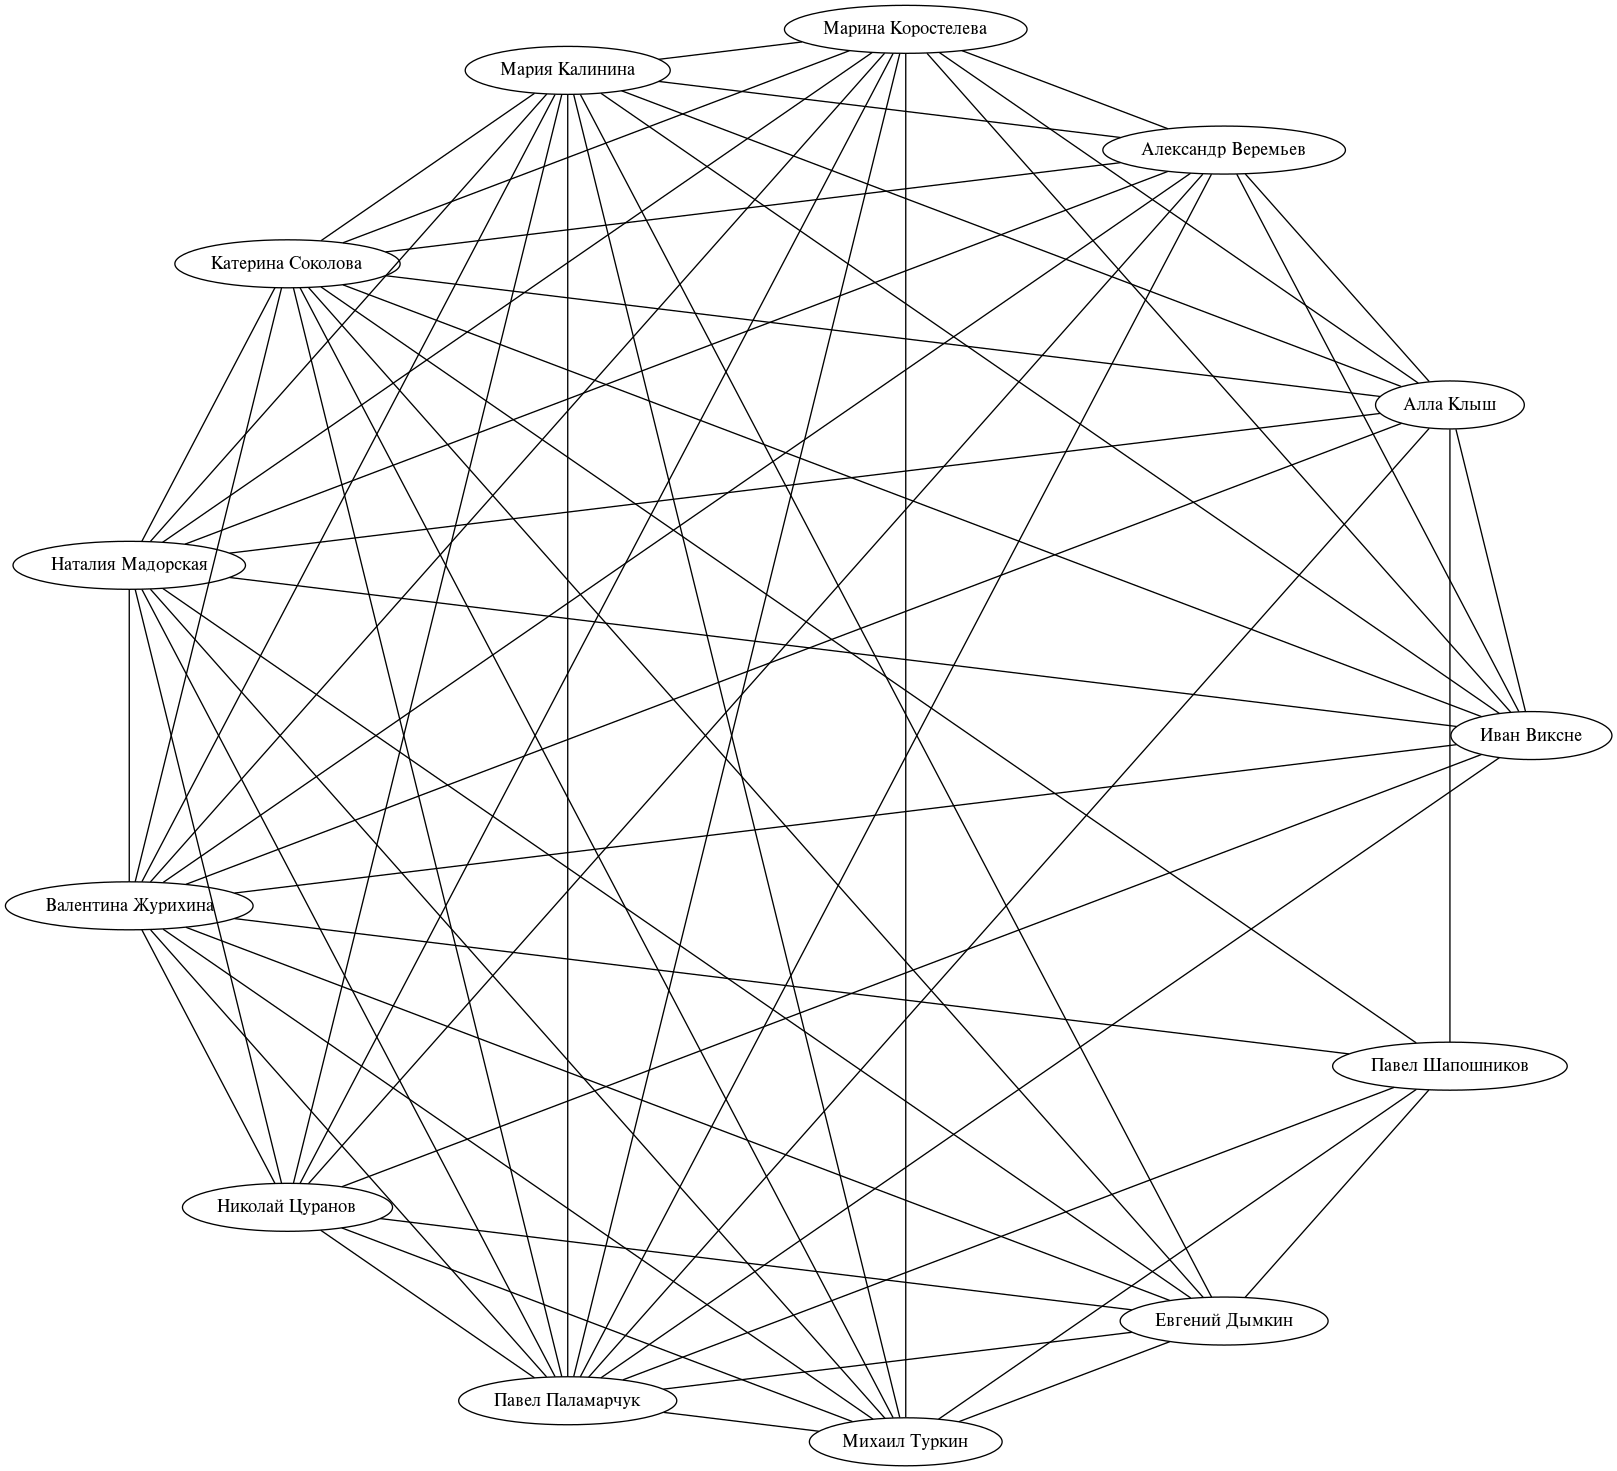 Марина Коростелева
Мария Калинина
Александр Веремьев
Катерина Соколова
Алла Клыш
Наталия Мадорская
Иван Виксне
Валентина Журихина
Павел Шапошников
Николай Цуранов
Евгений Дымкин
Павел Паламарчук
Михаил Туркин